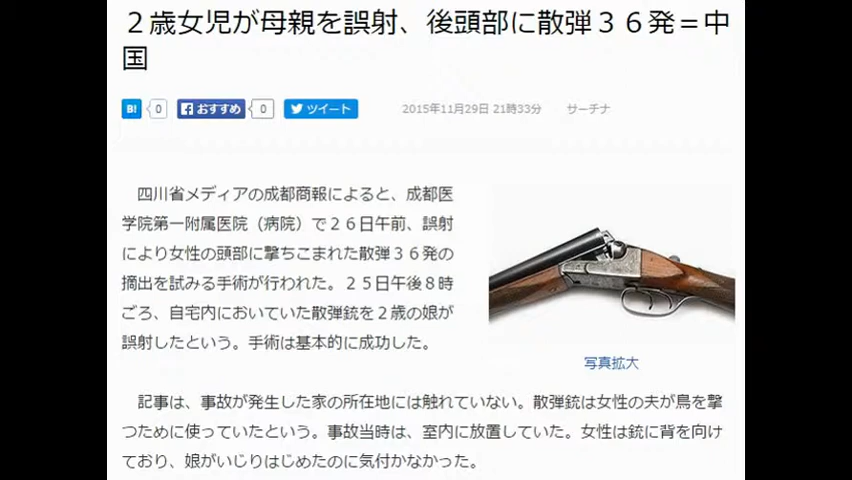 ２歳女児が母親を誤射、後頭部に散弾３６発＝中
国
B! 0 おすすめ 0 ツイート 2015年11月29日 21時33分 サーチナ
四川省メディアの成都商報によると、成都医
学院第一附属医院（病院）で２６日午前、誤射
により女性の頭部に撃ちこまれた散弾３６発の
摘出を試みる手術が行われた。２５日午後８時
ごろ、自宅内においていた散弾銃を２歳の娘が
誤射したという。手術は基本的に成功した。
写真拡大
記事は、事故が発生した家の所在地には触れていない。散弾銃は女性の夫が鳥を撃
つために使っていたという。事故当時は、室内に放置していた。女性は銃に背を向け
ており、娘がいじりはじめたのに気付かなかった。